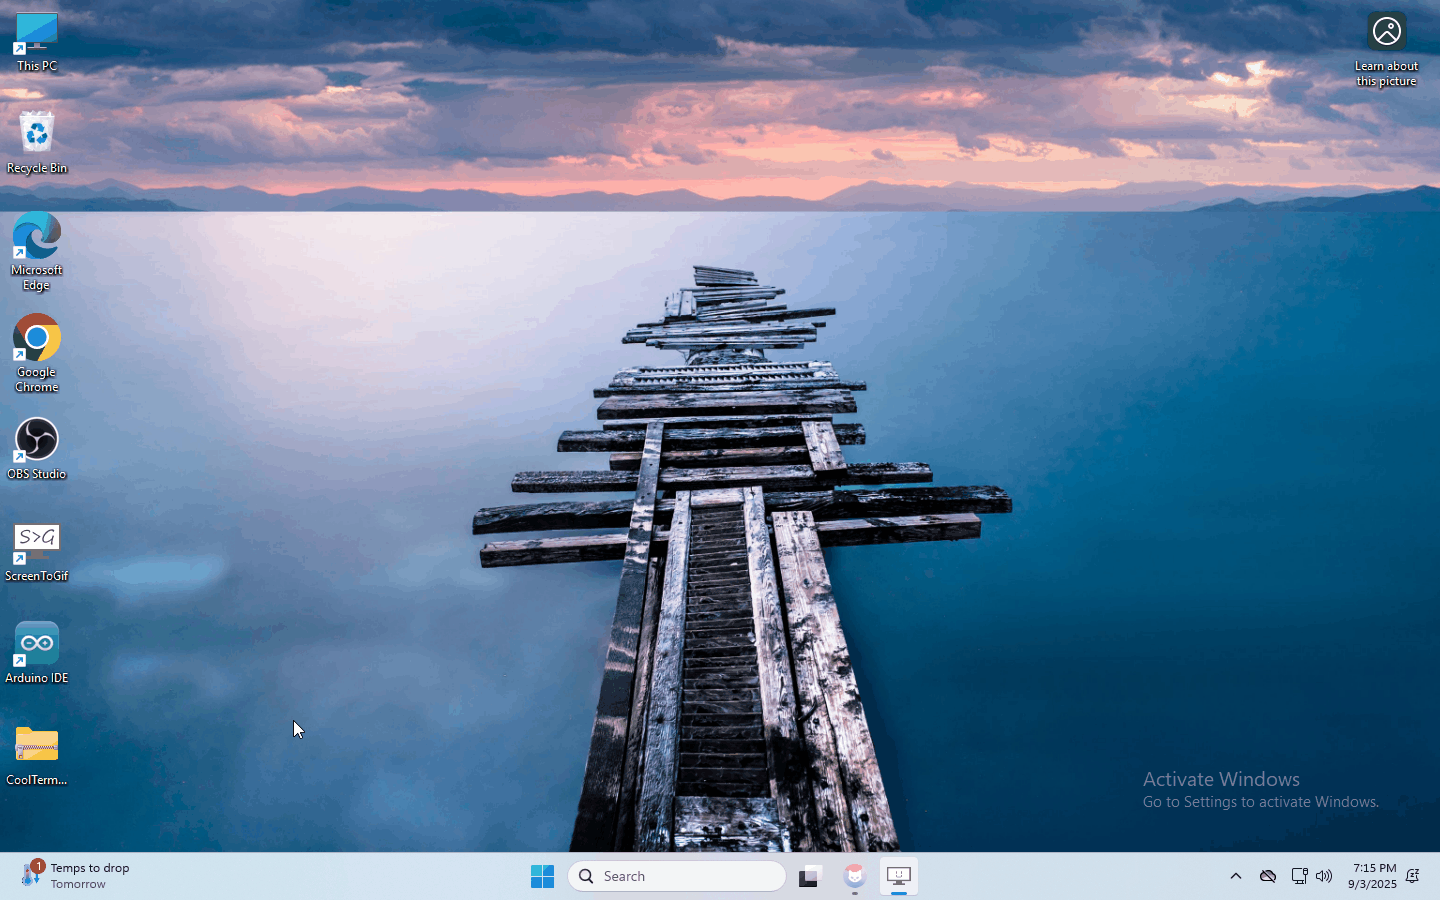 This PC
Recycle Bin
Microsoft
Edge
Google
Chrome
OBS Studio
S>G
ScreenToGif
Arduino IDE
CoolTerm...
Learn about
this picture
Activate Windows
Go to Settings to activate Windows.
1
Temps to drop
Tomorrow
Search
7:15 PM
9/3/2025